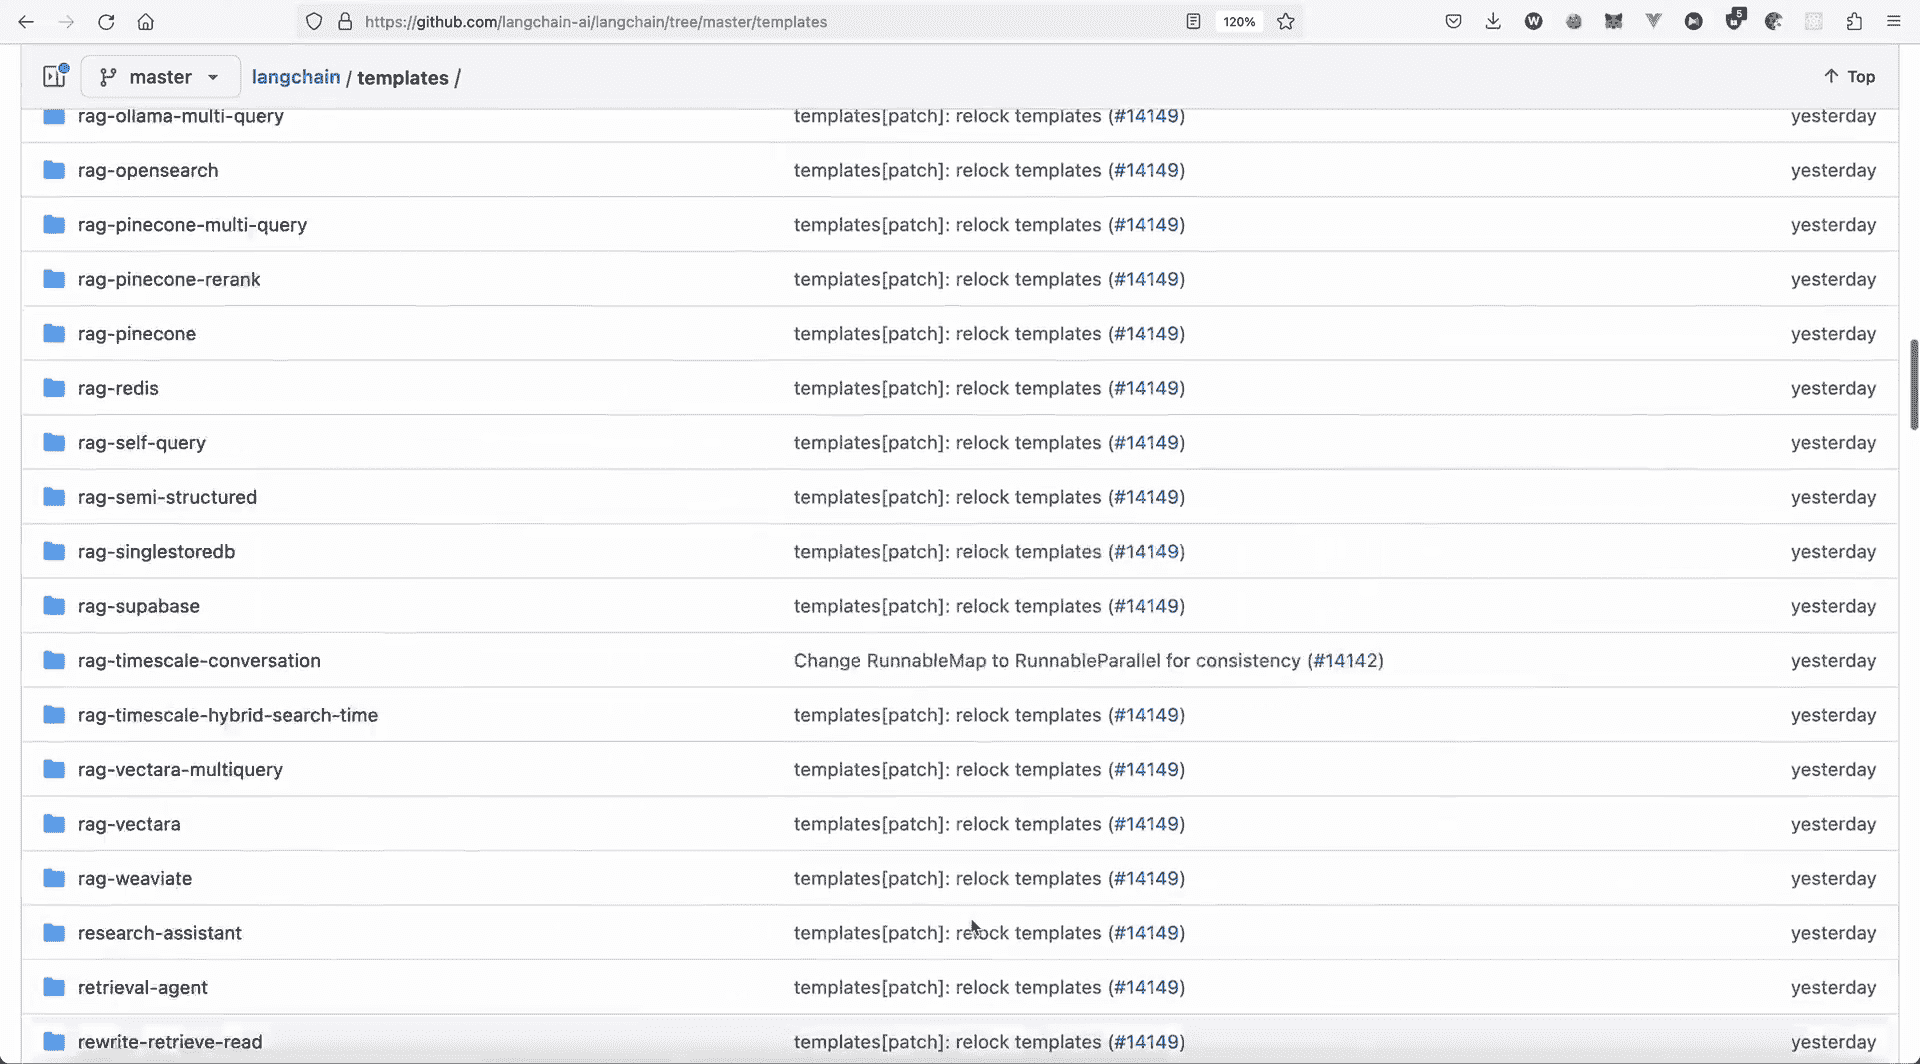 https://github.com/langchain-ai/langchain/tree/master/templates
120%
W
5
master
langchain / templates /
Top
rag-ollama-multi-query templates[patch]: relock templates (#14149) yesterday
rag-opensearch templates[patch]: relock templates (#14149) yesterday
rag-pinecone-multi-query templates[patch]: relock templates (#14149) yesterday
rag-pinecone-rerank templates[patch]: relock templates (#14149) yesterday
rag-pinecone templates[patch]: relock templates (#14149) yesterday
rag-redis templates[patch]: relock templates (#14149) yesterday
rag-self-query templates[patch]: relock templates (#14149) yesterday
rag-semi-structured templates[patch]: relock templates (#14149) yesterday
rag-singlestoredb templates[patch]: relock templates (#14149) yesterday
rag-supabase templates[patch]: relock templates (#14149) yesterday
rag-timescale-conversation Change RunnableMap to RunnableParallel for consistency (#14142) yesterday
rag-timescale-hybrid-search-time templates[patch]: relock templates (#14149) yesterday
rag-vectara-multiquery templates[patch]: relock templates (#14149) yesterday
rag-vectara templates[patch]: relock templates (#14149) yesterday
rag-weaviate templates[patch]: relock templates (#14149) yesterday
research-assistant templates[patch]: relock templates (#14149) yesterday
retrieval-agent templates[patch]: relock templates (#14149) yesterday
rewrite-retrieve-read templates[patch]: relock templates (#14149) yesterday